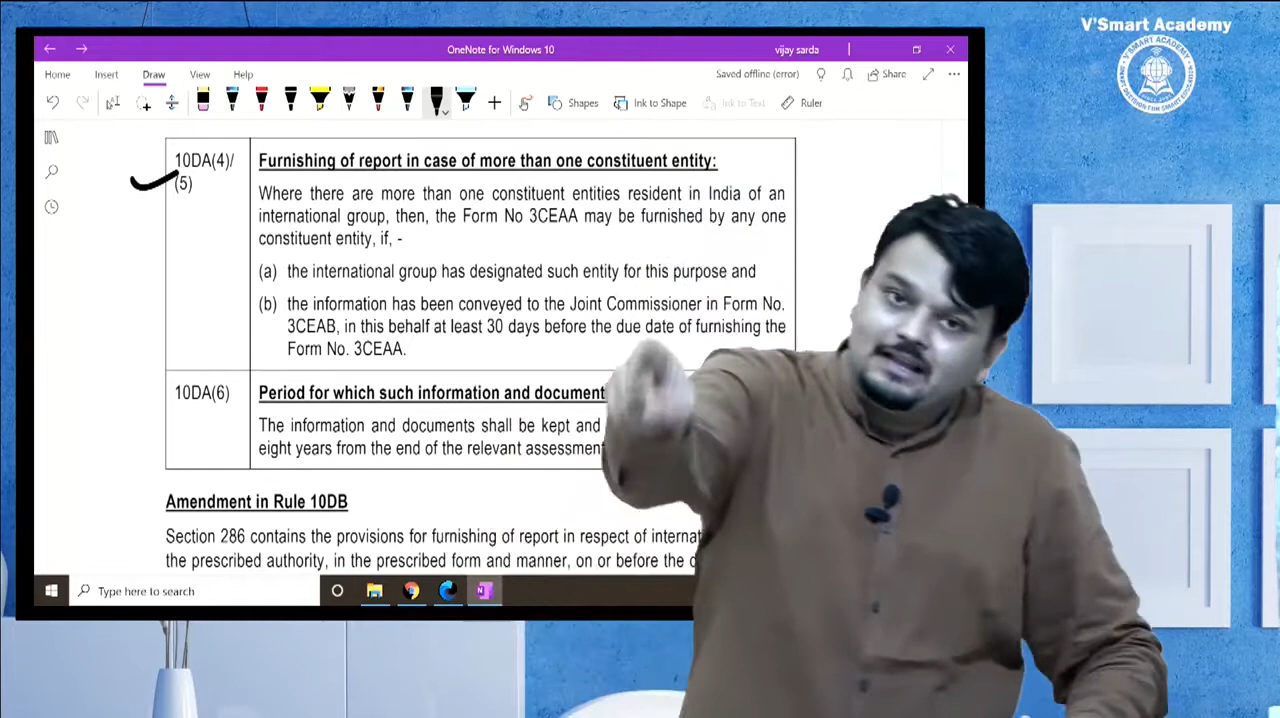 V'Smart Academy
OneNote for Windows 10
vijay sarda
Home Insert Draw View Help
Saved offline (error)
Share
Shapes
Ink to Shape
Ink to Text
Ruler
10DA(4)/
(5)
Furnishing of report in case of more than one constituent entity:
Where there are more than one constituent entities resident in India of an
international group, then, the Form No 3CEAA may be furnished by any one
constituent entity, if, -
(a) the international group has designated such entity for this purpose and
(b) the information has been conveyed to the Joint Commissioner in Form No.
3CEAB, in this behalf at least 30 days before the due date of furnishing the
Form No. 3CEAA.
10DA(6)
Period for which such information and document
The information and documents shall be kept and
eight years from the end of the relevant assessment
Amendment in Rule 10DB
Section 286 contains the provisions for furnishing of report in respect of
the prescribed authority, in the prescribed form and manner, on or before the
Type here to search